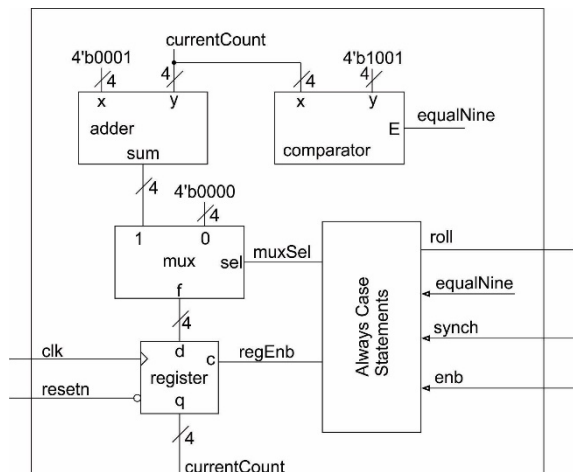 currentCount
4'b0001
4'b1001
4
4
4
4
x
y
x
y
adder
E
equalNine
sum
comparator
4
4'b0000
4
1
0
mux
sel
muxSel
f
Always Case
Statements
roll
equalNine
4
synch
clk
d
c
regEnb
register
enb
resetn
q
4
currentCount